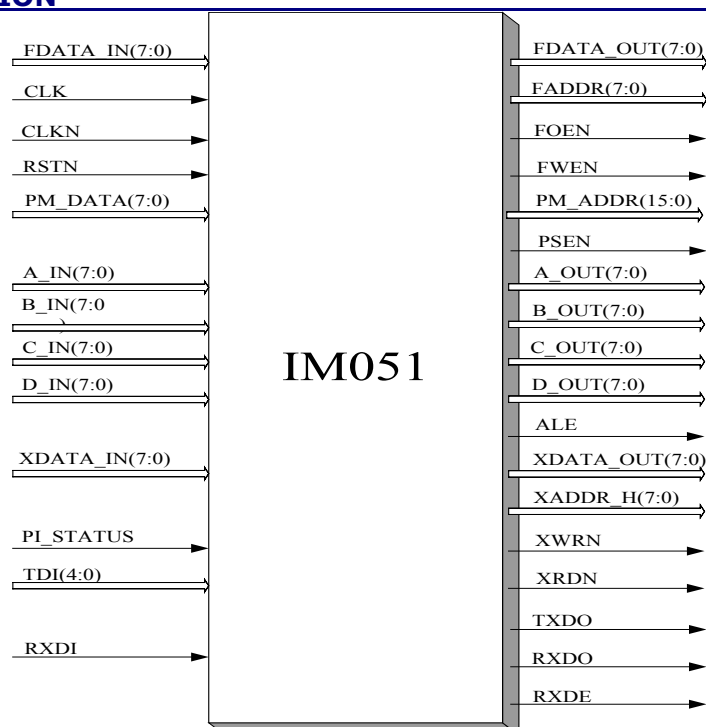 ION
FDATA_IN(7:0)
CLK
CLKN
RSTN
PM_DATA(7:0)
A_IN(7:0)
B_IN(7:0
)
C_IN(7:0)
D_IN(7:0)
XDATA_IN(7:0)
PI_STATUS
TDI(4:0)
RXDI
IM051
FDATA_OUT(7:0)
FADDR(7:0)
FOEN
FWEN
PM_ADDR(15:0)
PSEN
A_OUT(7:0)
B_OUT(7:0)
C_OUT(7:0)
D_OUT(7:0)
ALE
XDATA_OUT(7:0)
XADDR_H(7:0)
XWRN
XRDN
TXDO
RXDO
RXDE